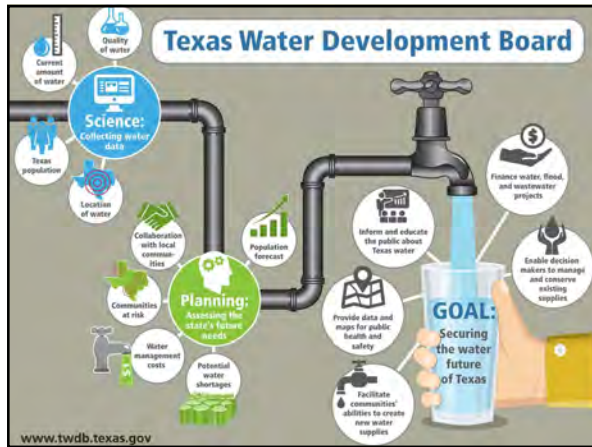 Texas Water Development Board
Quality
of water
Current
amount
of water
Science:
Collecting water
data
Texas
population
Location
of water
Collaboration
with local
commun-
ities
Population
forecast
Communities
at risk
Planning:
Assessing the
state's future
needs
Water
management
costs
Potential
water
shortages
$
Finance water, flood,
and wastewater
projects
Inform and educate
the public about
Texas water
Enable decision
makers to manage
and conserve
existing
supplies
Provide data and
maps for public
health and
safety
Facilitate
communities'
abilities to create
new water
supplies
GOAL:
Securing
the water
future
of Texas
www.twdb.texas.gov